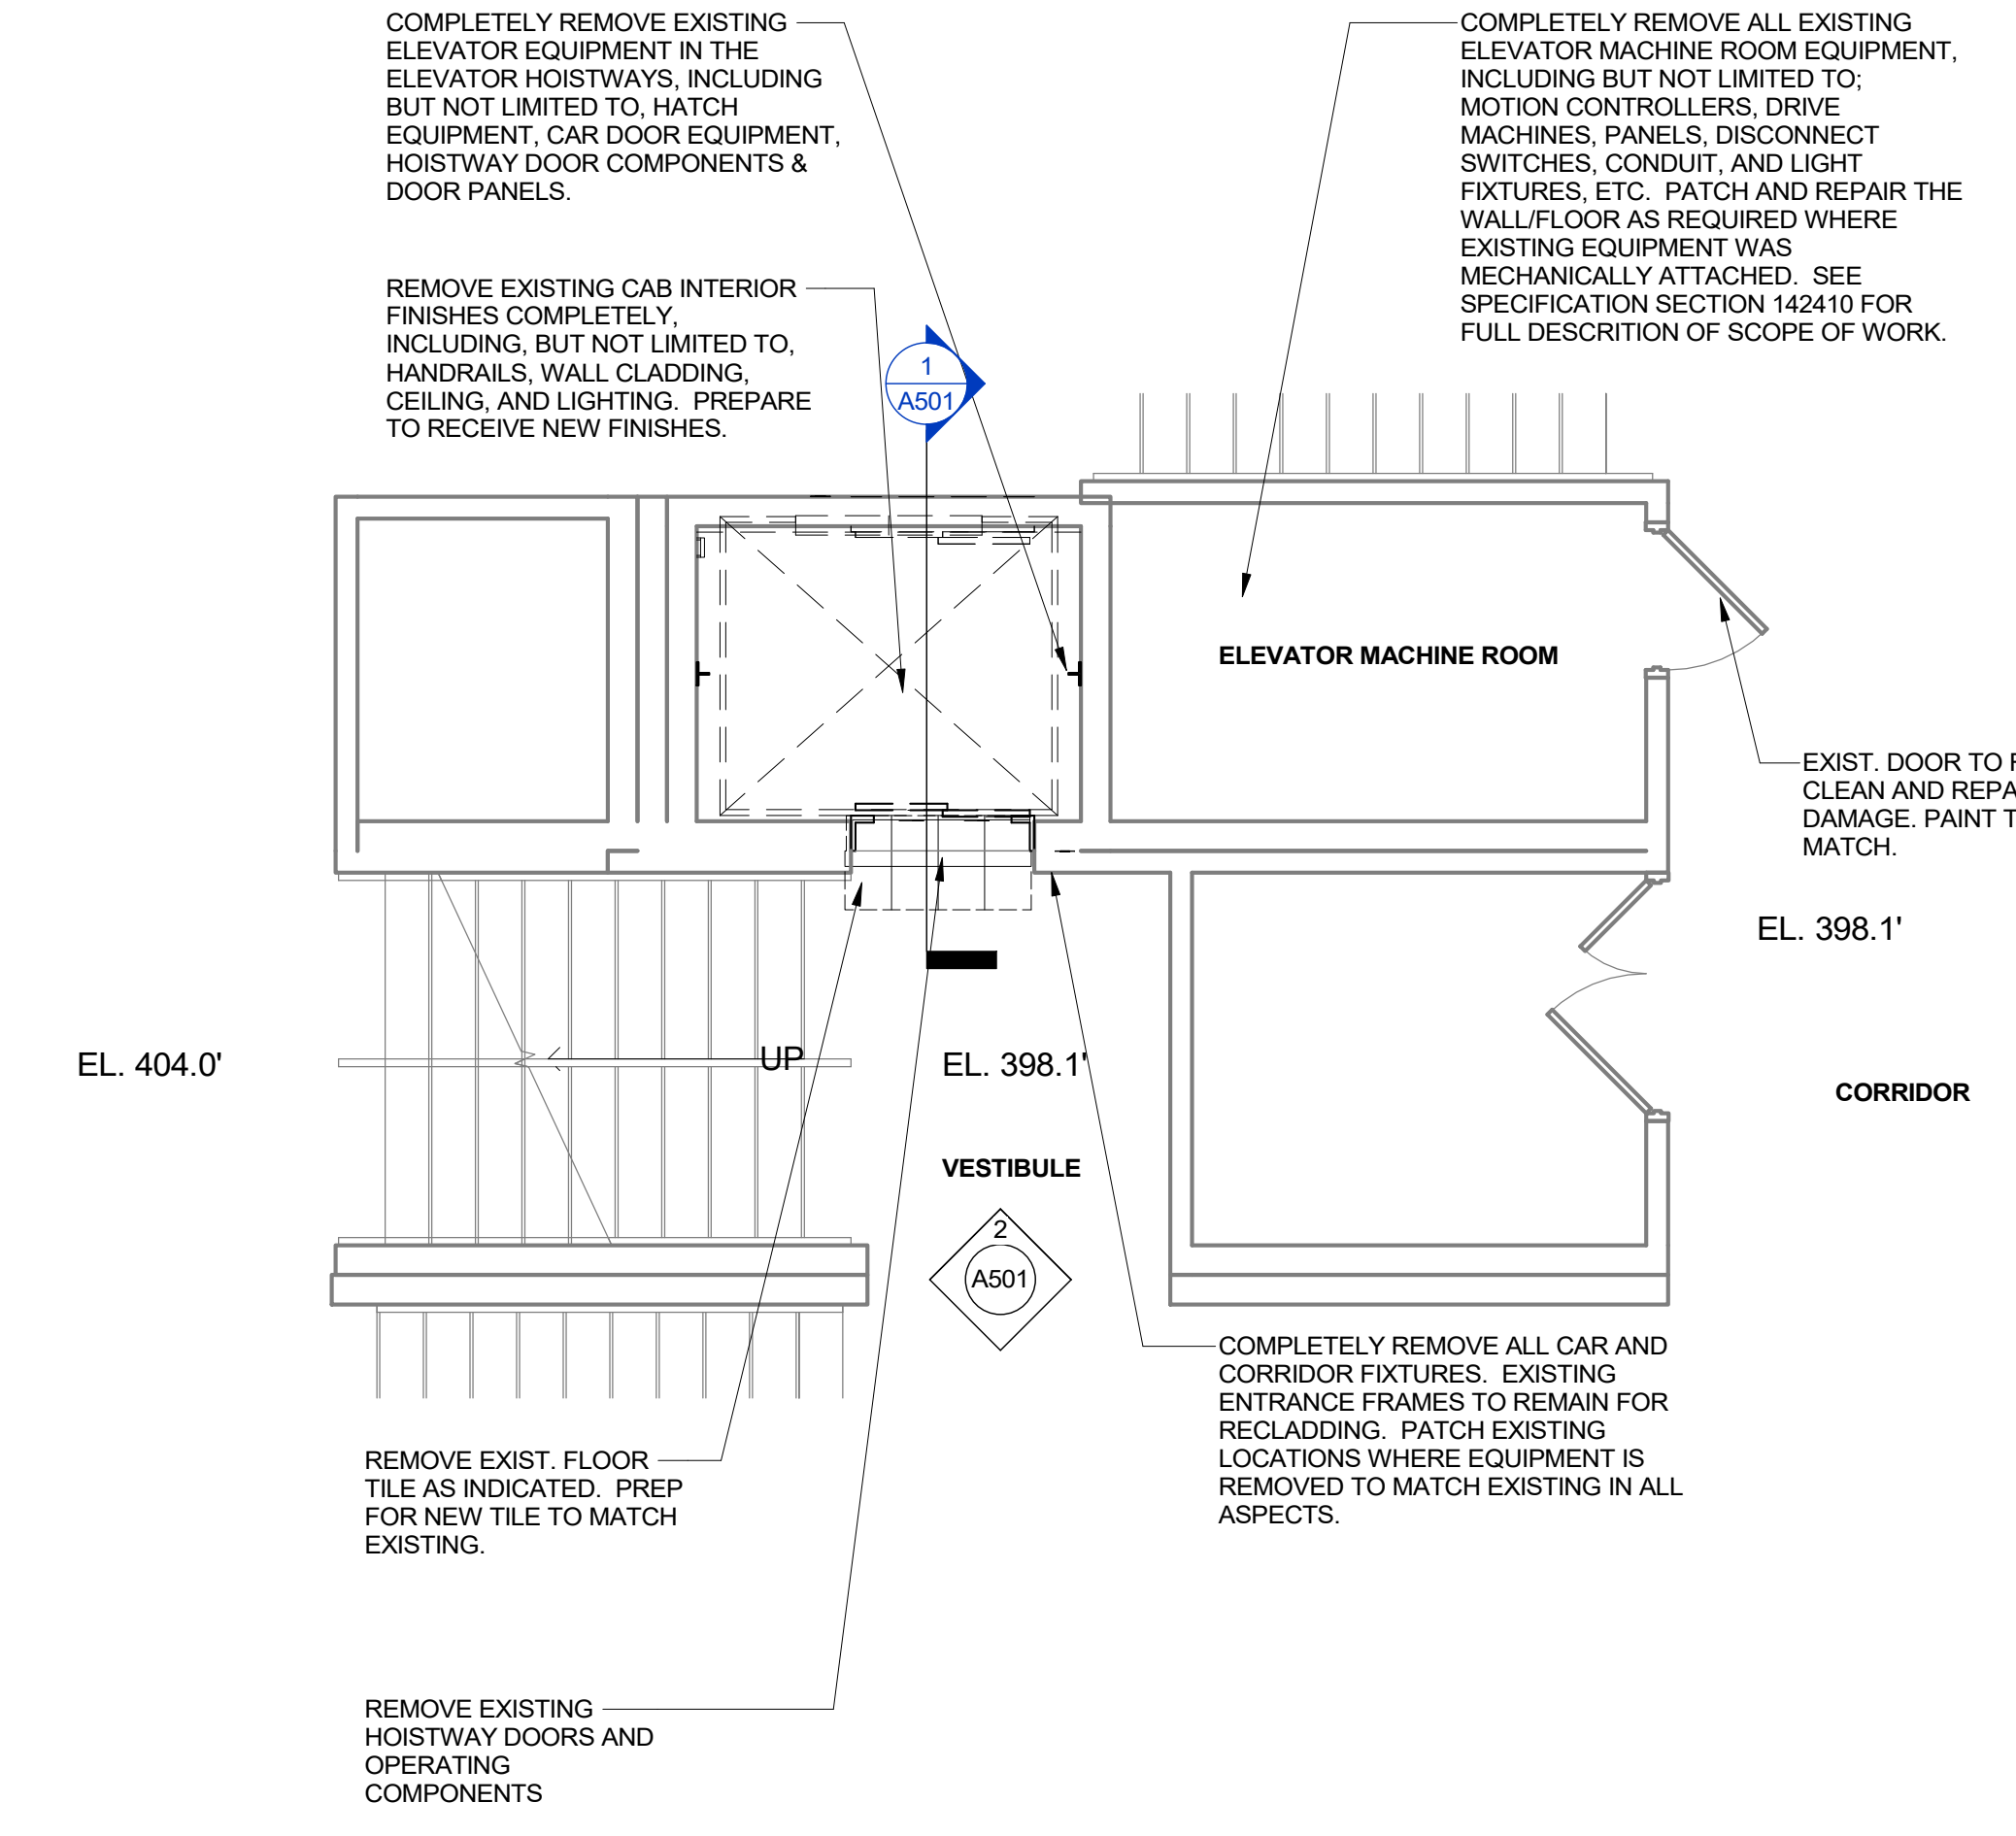 COMPLETELY REMOVE EXISTING
ELEVATOR EQUIPMENT IN THE
ELEVATOR HOISTWAYS, INCLUDING
BUT NOT LIMITED TO, HATCH
EQUIPMENT, CAR DOOR EQUIPMENT,
HOISTWAY DOOR COMPONENTS &
DOOR PANELS.
COMPLETELY REMOVE ALL EXISTING
ELEVATOR MACHINE ROOM EQUIPMENT,
INCLUDING BUT NOT LIMITED TO;
MOTION CONTROLLERS, DRIVE
MACHINES, PANELS, DISCONNECT
SWITCHES, CONDUIT, AND LIGHT
FIXTURES, ETC. PATCH AND REPAIR THE
WALL/FLOOR AS REQUIRED WHERE
EXISTING EQUIPMENT WAS
MECHANICALLY ATTACHED. SEE
SPECIFICATION SECTION 142410 FOR
FULL DESCRITION OF SCOPE OF WORK.
REMOVE EXISTING CAB INTERIOR
FINISHES COMPLETELY,
INCLUDING, BUT NOT LIMITED TO,
HANDRAILS, WALL CLADDING,
CEILING, AND LIGHTING. PREPARE
TO RECEIVE NEW FINISHES.
1
A501
ELEVATOR MACHINE ROOM
EXIST. DOOR TO
CLEAN AND
DAMAGE. PAINT
MATCH.
EL. 398.1'
EL. 404.0'
UP
EL. 398.1'
CORRIDOR
VESTIBULE
2
A501
COMPLETELY REMOVE ALL CAR AND
CORRIDOR FIXTURES. EXISTING
ENTRANCE FRAMES TO REMAIN FOR
RECLADDING. PATCH EXISTING
LOCATIONS WHERE EQUIPMENT IS
REMOVED TO MATCH EXISTING IN ALL
ASPECTS.
REMOVE EXIST. FLOOR
TILE AS INDICATED. PREP
FOR NEW TILE TO MATCH
EXISTING.
REMOVE EXISTING
HOISTWAY DOORS AND
OPERATING
COMPONENTS